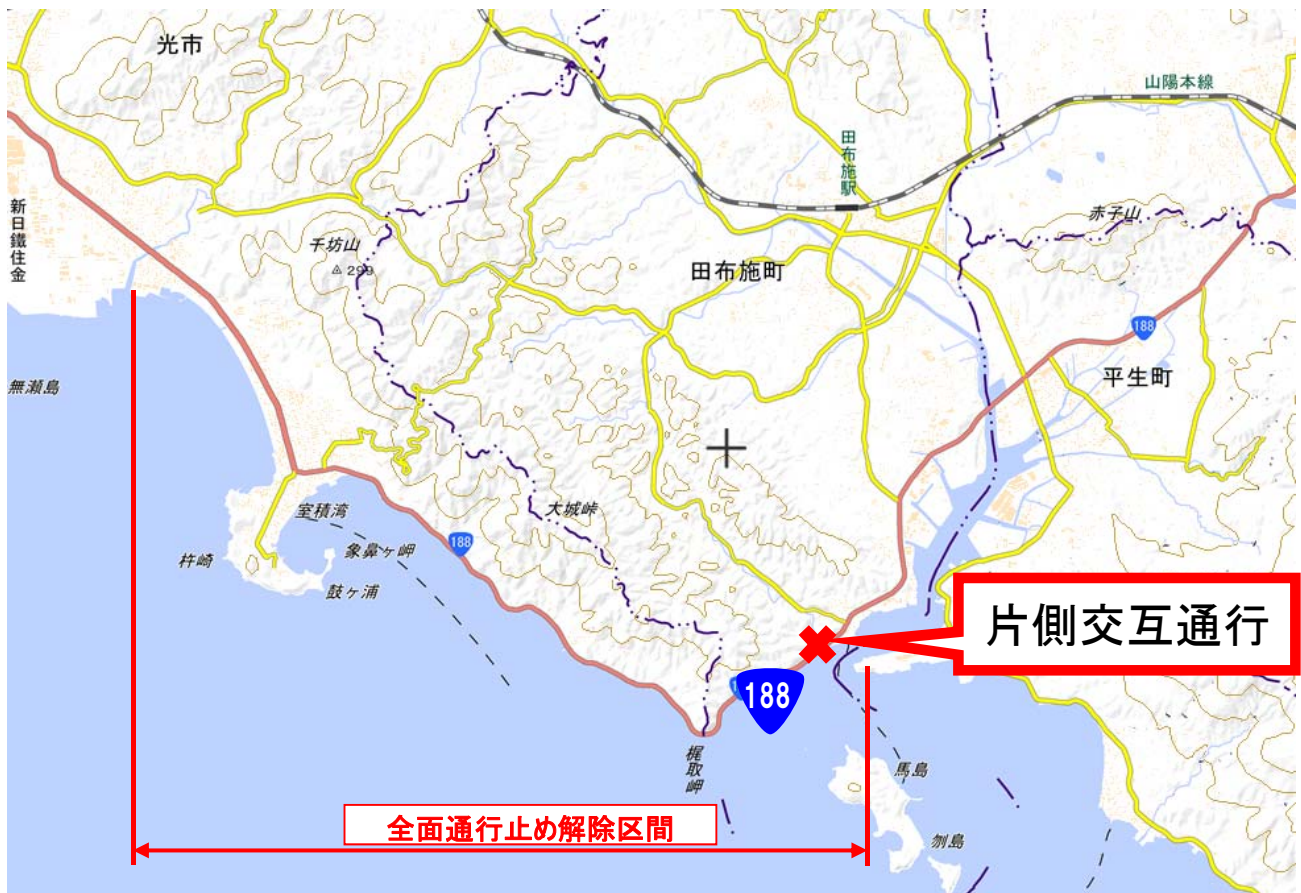 光市
山陽本線
田布施駅
新日鐵住金
千坊山
299
赤子山
田布施町
188
平生町
無瀬島
大城峠
室積湾
188
象鼻ヶ岬
杵崎
鼓ヶ浦
片側交互通行
188
梶取岬
馬島
全面通行止め解除区間
刎島